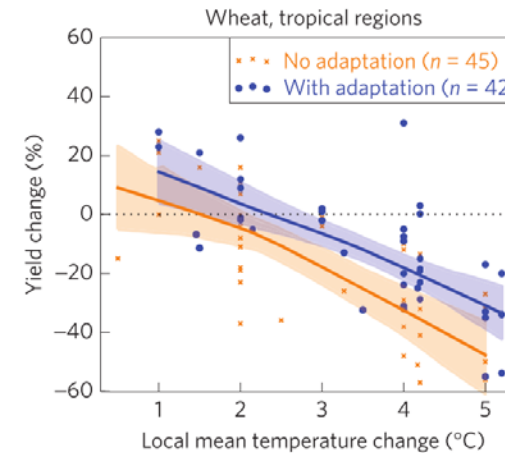 Wheat, tropical regions
No adaptation (n = 45)
With adaptation (n = 42
Yield change (%)
60
40
20
0
−20
−40
−60
1
2
3
4
5
Local mean temperature change (°C)